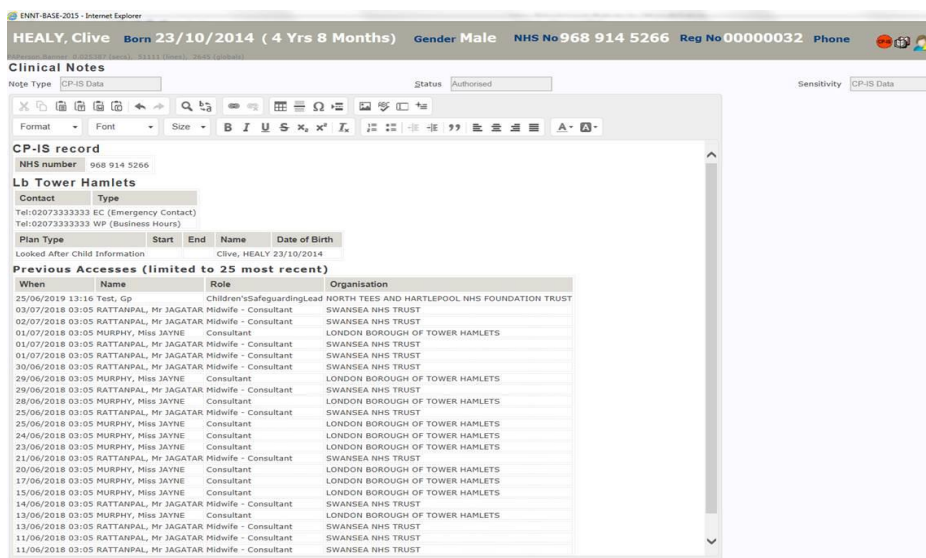 ENNT-BASE-2015 - Internet Explorer
HEALY, Clive Born 23/10/2014 ( 4 Yrs 8 Months) Gender Male NHS No 968 914 5266 Reg No 00000032 Phone
Clinical Notes
Note Type CP-IS Data Status Authorised Sensitivity CP-IS Data
Format Font Size B I U S x₂ x² Tx A A
CP-IS record
NHS number 968 914 5266
Lb Tower Hamlets
Contact Type
Tel:02073333333 EC (Emergency Contact)
Tel:02073333333 WP (Business Hours)
Plan Type Start End Name Date of Birth
Looked After Child Information Clive, HEALY 23/10/2014
Previous Accesses (limited to 25 most recent)
When Name Role Organisation
25/06/2019 13:16 Test, Gp Children'sSafeguardingLead NORTH TEES AND HARTLEPOOL NHS FOUNDATION TRUST
03/07/2018 03:05 RATTANPAL, Mr JAGATAR Midwife - Consultant SWANSEA NHS TRUST
02/07/2018 03:05 RATTANPAL, Mr JAGATAR Midwife - Consultant SWANSEA NHS TRUST
01/07/2018 03:05 MURPHY, Miss JAYNE Consultant LONDON BOROUGH OF TOWER HAMLETS
01/07/2018 03:05 RATTANPAL, Mr JAGATAR Midwife - Consultant SWANSEA NHS TRUST
01/07/2018 03:05 RATTANPAL, Mr JAGATAR Midwife - Consultant SWANSEA NHS TRUST
30/06/2018 03:05 RATTANPAL, Mr JAGATAR Midwife - Consultant SWANSEA NHS TRUST
29/06/2018 03:05 MURPHY, Miss JAYNE Consultant LONDON BOROUGH OF TOWER HAMLETS
29/06/2018 03:05 RATTANPAL, Mr JAGATAR Midwife - Consultant SWANSEA NHS TRUST
28/06/2018 03:05 MURPHY, Miss JAYNE Consultant LONDON BOROUGH OF TOWER HAMLETS
25/06/2018 03:05 RATTANPAL, Mr JAGATAR Midwife - Consultant SWANSEA NHS TRUST
25/06/2018 03:05 MURPHY, Miss JAYNE Consultant LONDON BOROUGH OF TOWER HAMLETS
24/06/2018 03:05 MURPHY, Miss JAYNE Consultant LONDON BOROUGH OF TOWER HAMLETS
23/06/2018 03:05 MURPHY, Miss JAYNE Consultant LONDON BOROUGH OF TOWER HAMLETS
21/06/2018 03:05 RATTANPAL, Mr JAGATAR Midwife - Consultant SWANSEA NHS TRUST
20/06/2018 03:05 MURPHY, Miss JAYNE Consultant LONDON BOROUGH OF TOWER HAMLETS
17/06/2018 03:05 MURPHY, Miss JAYNE Consultant LONDON BOROUGH OF TOWER HAMLETS
15/06/2018 03:05 MURPHY, Miss JAYNE Consultant LONDON BOROUGH OF TOWER HAMLETS
14/06/2018 03:05 RATTANPAL, Mr JAGATAR Midwife - Consultant SWANSEA NHS TRUST
13/06/2018 03:05 MURPHY, Miss JAYNE Consultant LONDON BOROUGH OF TOWER HAMLETS
13/06/2018 03:05 RATTANPAL, Mr JAGATAR Midwife - Consultant SWANSEA NHS TRUST
11/06/2018 03:05 RATTANPAL, Mr JAGATAR Midwife - Consultant SWANSEA NHS TRUST
11/06/2018 03:05 RATTANPAL, Mr JAGATAR Midwife - Consultant SWANSEA NHS TRUST